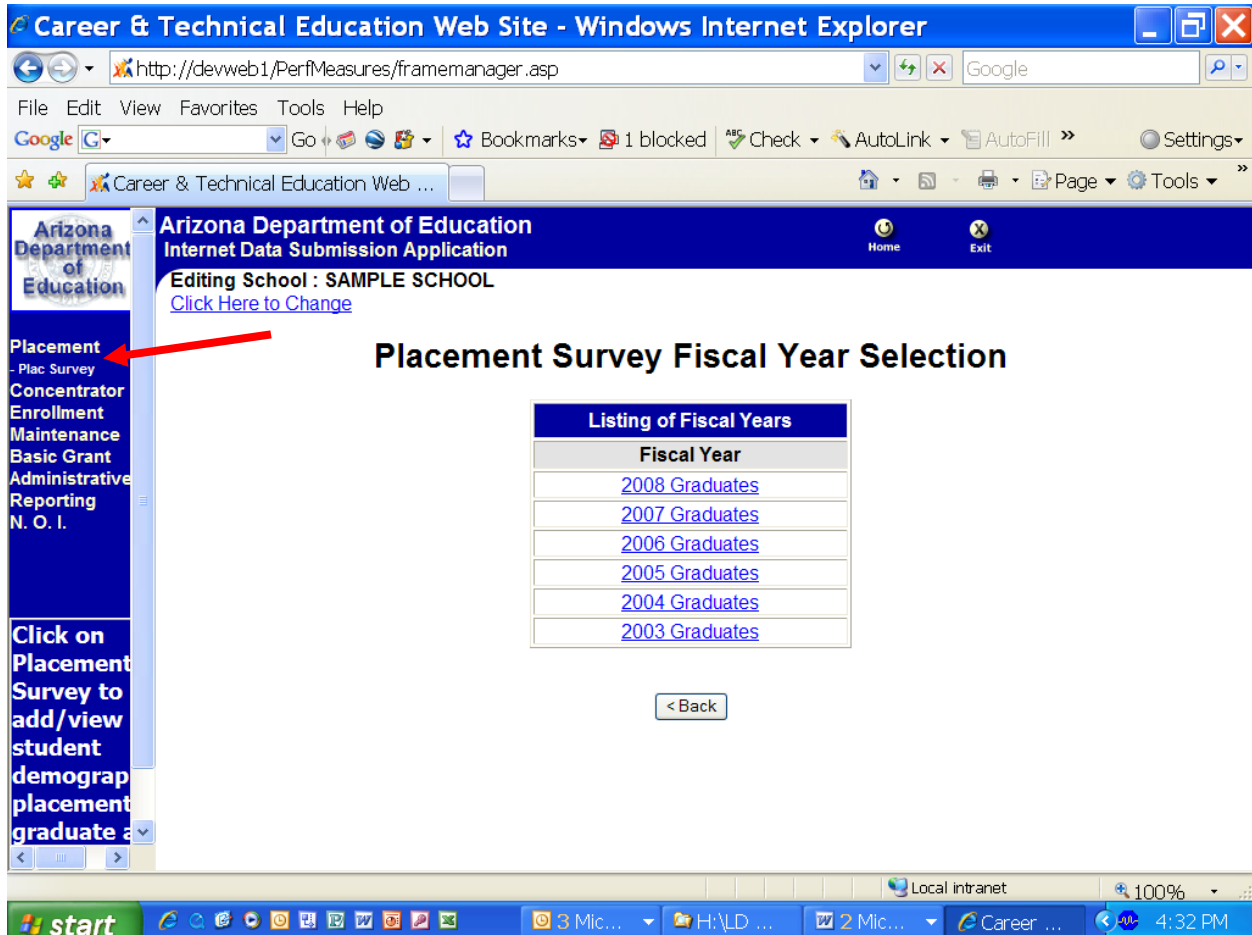 Career & Technical Education Web Site - Windows Internet Explorer
http://devweb1/PerfMeasures/framemanager.asp
Google
File Edit View Favorites Tools Help
Google G Go Bookmarks 1 blocked ABC Check AutoLink AutoFill » Settings
Career & Technical Education Web ... Page Tools »
Arizona
Department
of
Education
Arizona Department of Education
Internet Data Submission Application
Home
Exit
Editing School : SAMPLE SCHOOL
Click Here to Change
Placement
- Plac Survey
Concentrator
Enrollment
Maintenance
Basic Grant
Administrative
Reporting
N. O. I.
Click on
Placement
Survey to
add/view
student
demograp
placement
graduate a
Placement Survey Fiscal Year Selection
Listing of Fiscal Years
Fiscal Year
2008 Graduates
2007 Graduates
2006 Graduates
2005 Graduates
2004 Graduates
2003 Graduates
< Back
Local intranet 100%
start 3 Mic... H:\LD ... 2 Mic... Career ... 4:32 PM